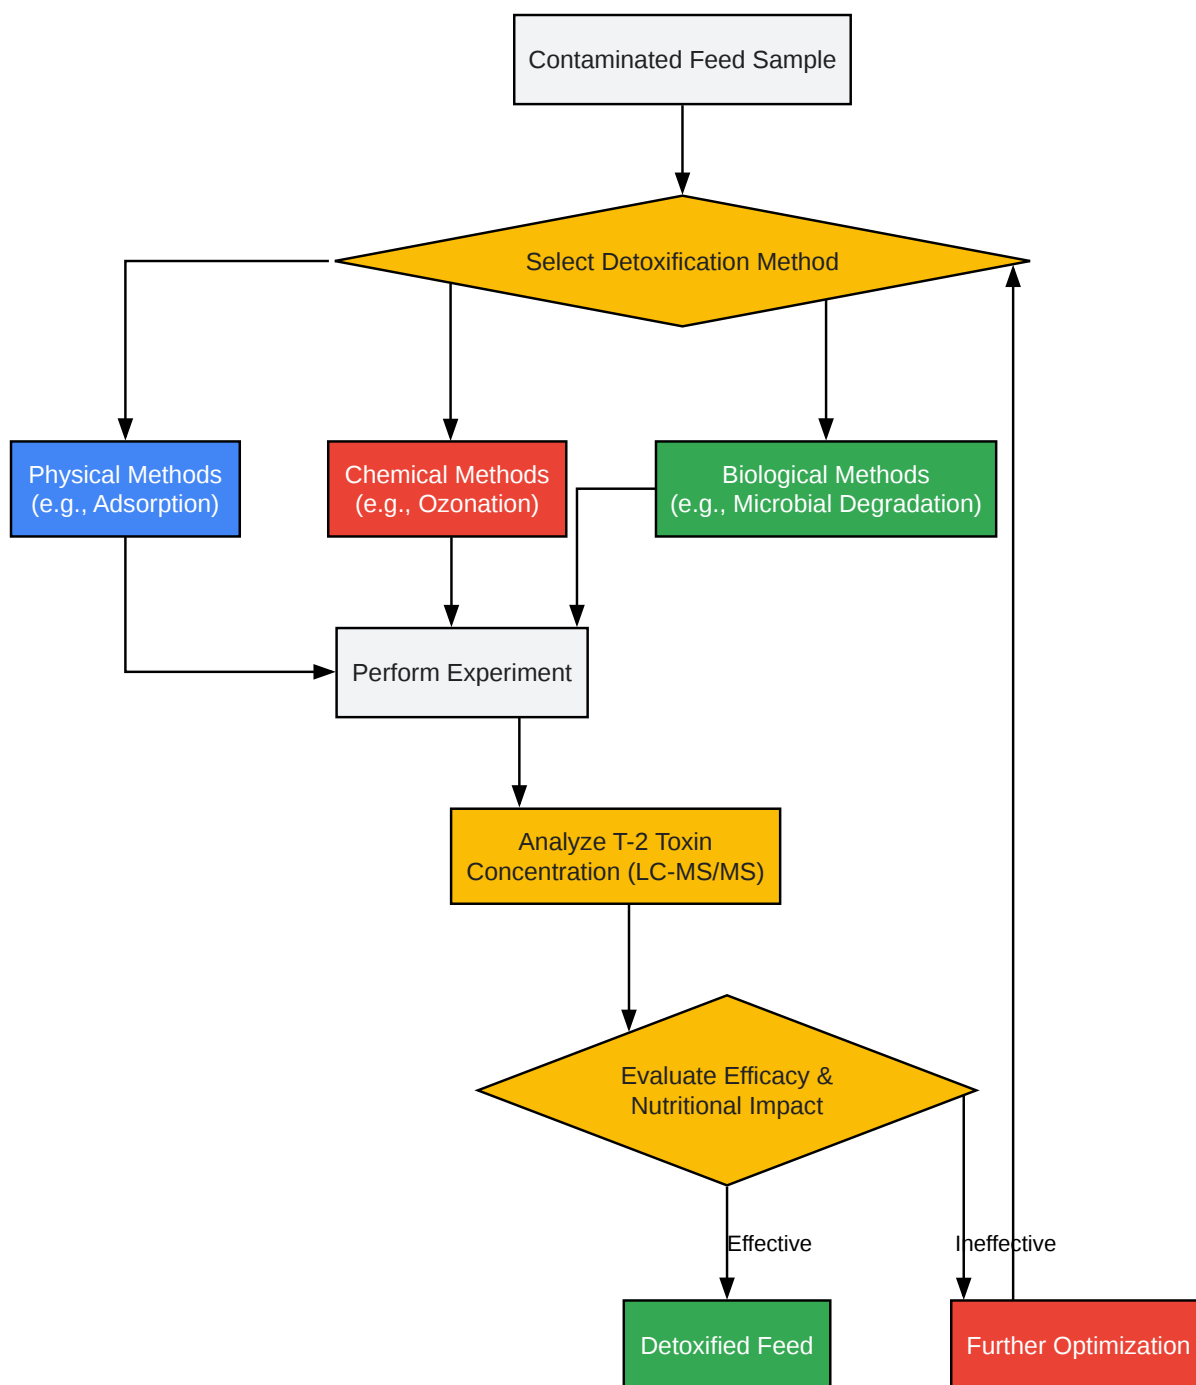 Contaminated Feed Sample
Select Detoxification Method
Physical Methods
(e.g., Adsorption)
Chemical Methods
(e.g., Ozonation)
Biological Methods
(e.g., Microbial Degradation)
Perform Experiment
Analyze T-2 Toxin
Concentration (LC-MS/MS)
Evaluate Efficacy &
Nutritional Impact
Effective
Ineffective
Detoxified Feed
Further Optimization